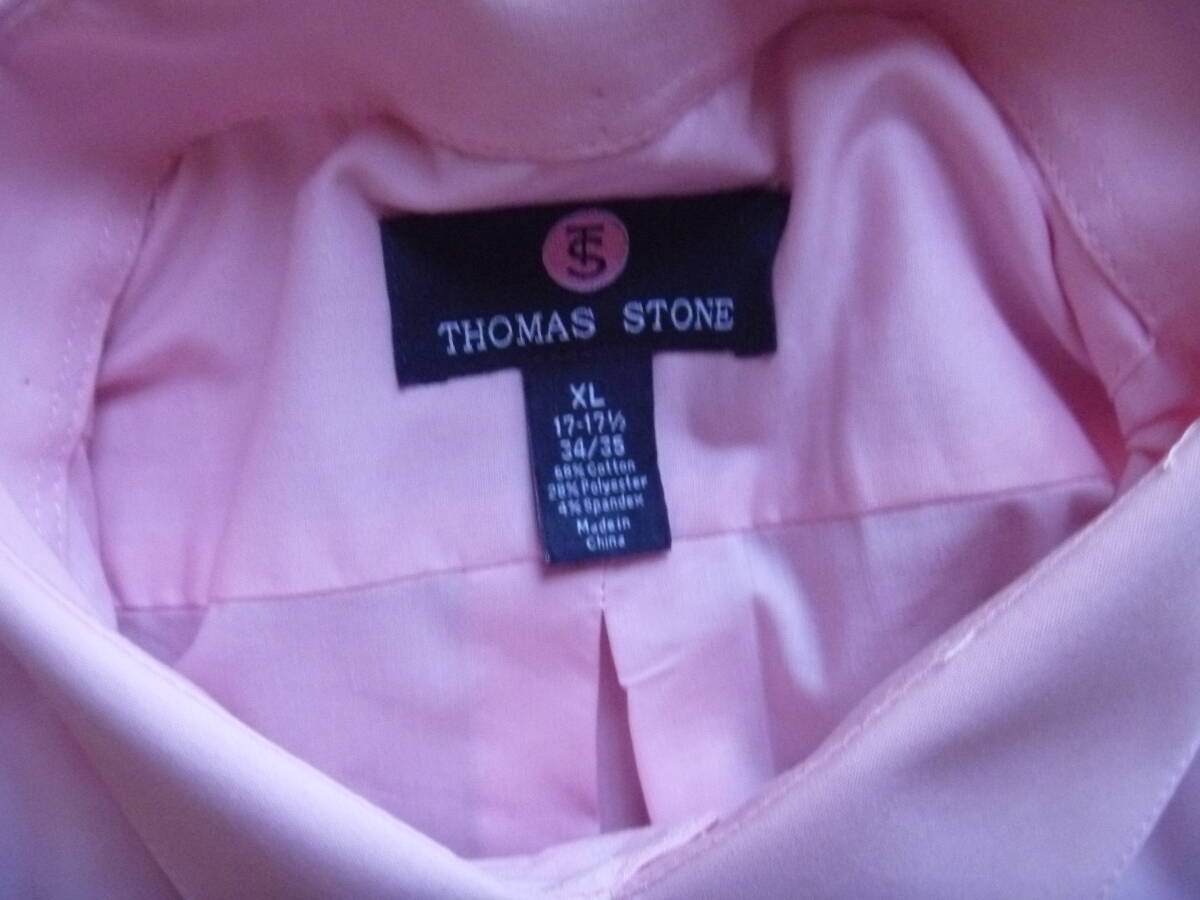 TS
THOMAS STONE
XL
17-17½
34/35
68% Cotton
28% Polyester
4% Spandex
Made in
China